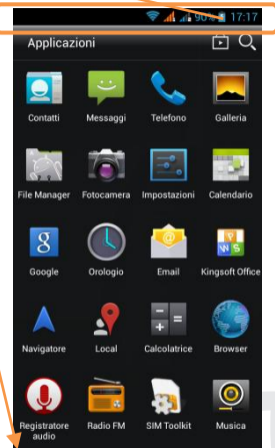 90% 17:17
Applicazioni
Contatti Messaggi Telefono Galleria
File Manager Fotocamera Impostazioni Calendario
8 W S
Google Orologio Email Kingsoft Office
Navigatore Local Calcolatrice Browser
Registratore audio Radio FM SIM Toolkit Musica